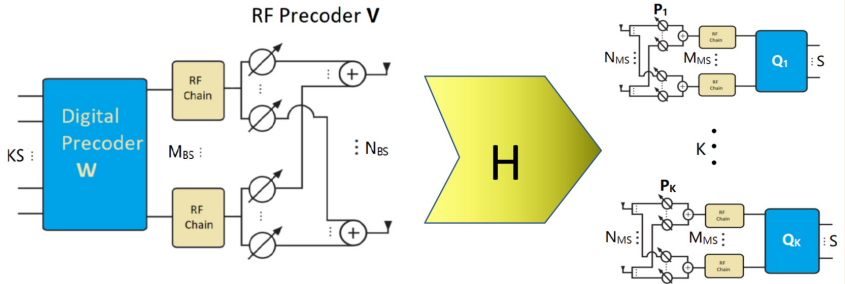 RF Precoder V
KS
Digital
Precoder
W
RF
Chain
MBS
RF
Chain
NBS
H
P1
NMS
RF
Chain
MMS
RF
Chain
Q1
S
K
PK
NMS
RF
Chain
MMS
RF
Chain
QK
S